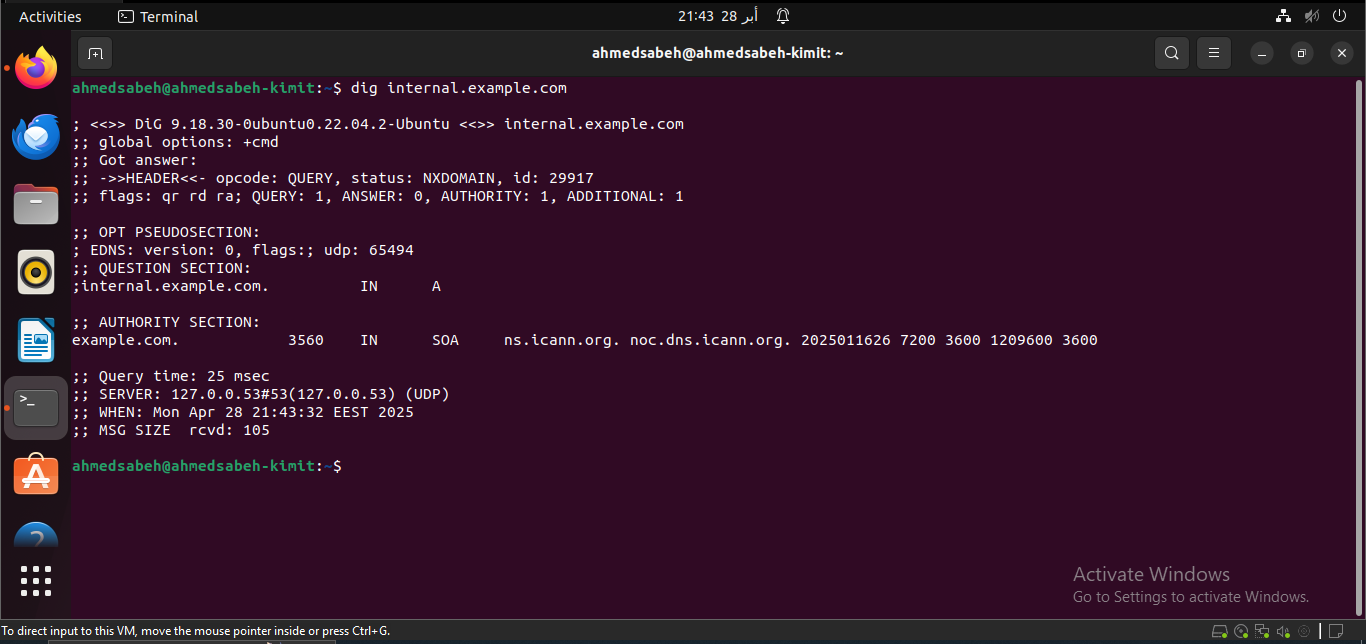 Activities
Terminal
21:43 28 أبر
ahmedsabeh@ahmedsabeh-kimit: ~
ahmedsabeh@ahmedsabeh-kimit:~$ dig internal.example.com
; <<>> DiG 9.18.30-0ubuntu0.22.04.2-Ubuntu <<>> internal.example.com
;; global options: +cmd
;; Got answer:
;; ->>HEADER<<- opcode: QUERY, status: NXDOMAIN, id: 29917
;; flags: qr rd ra; QUERY: 1, ANSWER: 0, AUTHORITY: 1, ADDITIONAL: 1
;; OPT PSEUDOSECTION:
; EDNS: version: 0, flags:; udp: 65494
;; QUESTION SECTION:
;internal.example.com. IN A
;; AUTHORITY SECTION:
example.com. 3560 IN SOA ns.icann.org. noc.dns.icann.org. 2025011626 7200 3600 1209600 3600
;; Query time: 25 msec
;; SERVER: 127.0.0.53#53(127.0.0.53) (UDP)
;; WHEN: Mon Apr 28 21:43:32 EEST 2025
;; MSG SIZE rcvd: 105
ahmedsabeh@ahmedsabeh-kimit:~$
Activate Windows
Go to Settings to activate Windows.
To direct input to this VM, move the mouse pointer inside or press Ctrl+G.